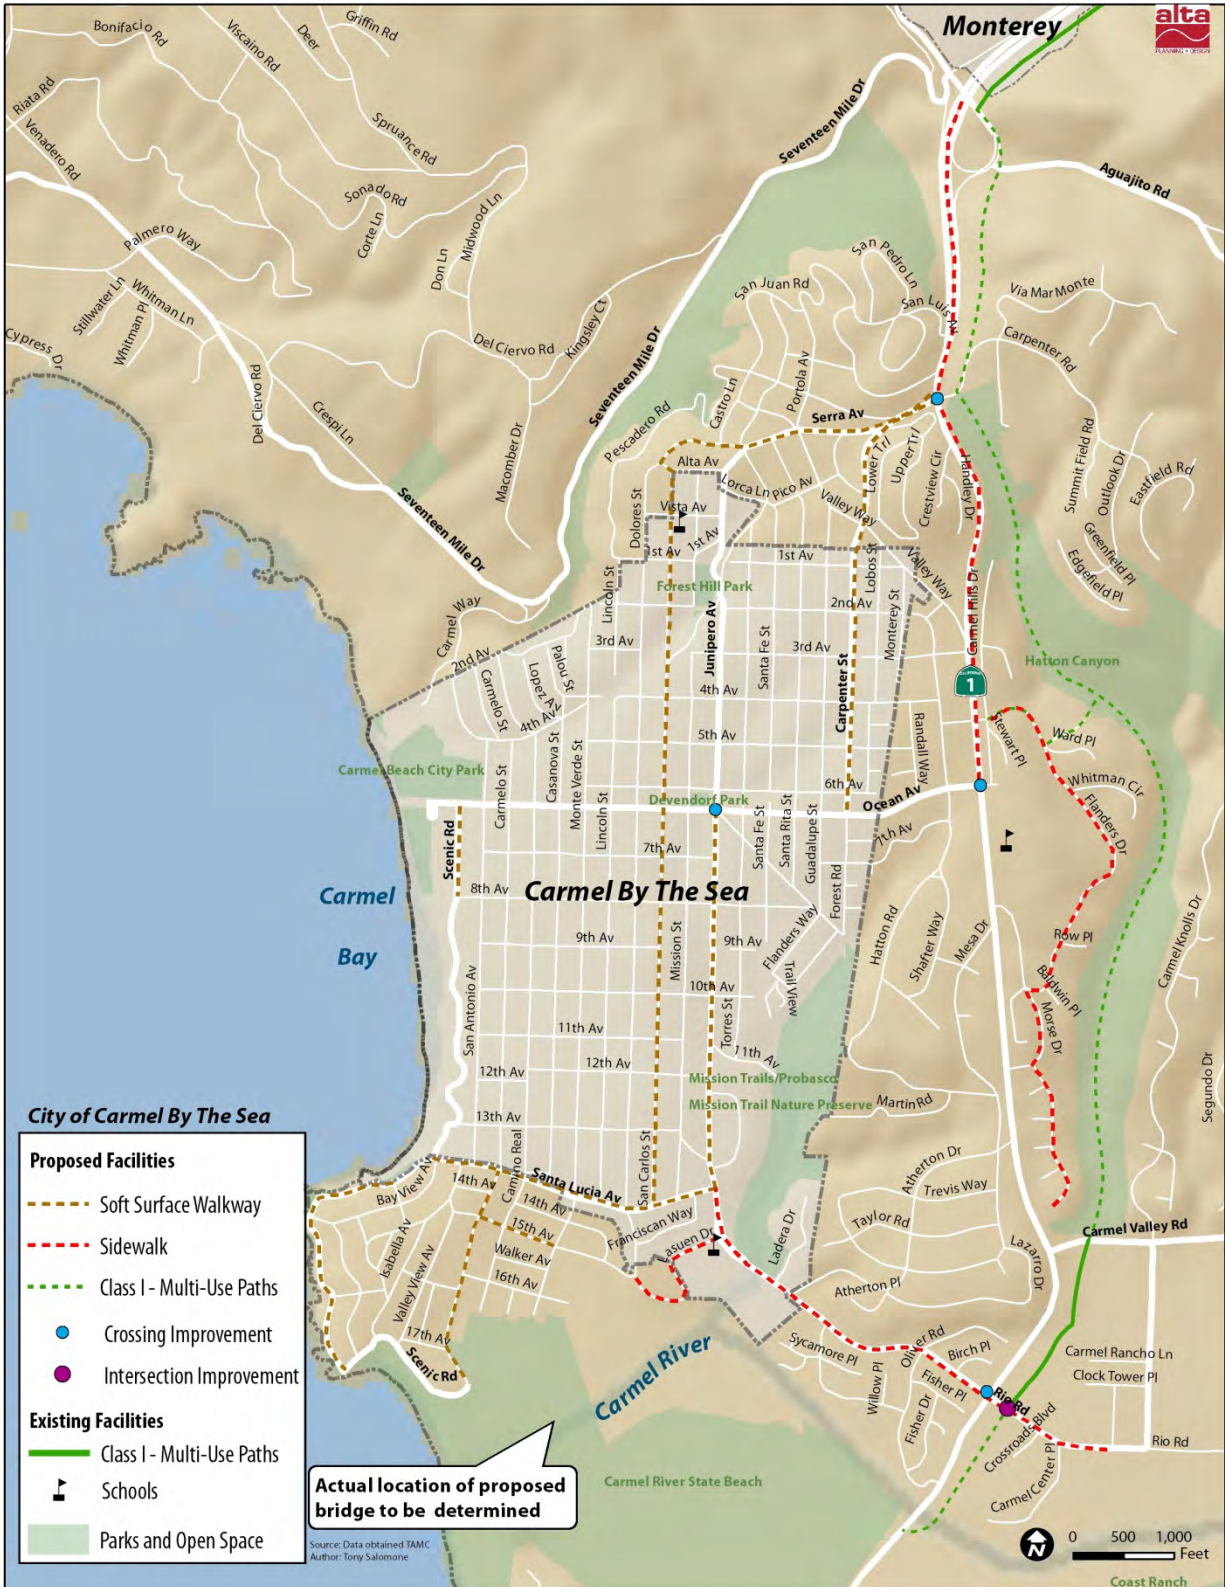 Monterey
alta
PLANNING + DESIGN
Bonifacio Rd
Viscaino Rd
Deer
Griffin Rd
Riata Rd
Venadero Rd
Spruance Rd
Seventeen Mile Dr
Aguajito Rd
Sonado Rd
Corte Ln
Midwood Ln
Don Ln
Palmero Way
Stillwater Ln
Whitman Ln
Whitman Pl
Cypress Dr
San Pedro Ln
San Juan Rd
San Luis Av
Via Mar Monte
Kingsley Ct
Del Ciervo Rd
Del Ciervo Rd
Crespi Ln
Seventeen Mile Dr
Castro Ln
Portola Av
Serra Av
Carpenter Rd
Pescadero Rd
Macomber Dr
Alta Av
Lorca Ln
Pico Av
Valley Way
Lower Trl
Upper Trl
Crestview Cir
Handley Dr
Summit Field Rd
Outlook Dr
Eastfield Rd
Greenfield Pl
Edgefield Pl
Seventeen Mile Dr
Dolores St
Vista Av
1st Av
1st Av
1st Av
Lobos St
Valley Way
Forest Hill Park
Lincoln St
2nd Av
Monterey St
Carmel Hills Dr
Carmel Way
2nd Av
3rd Av
3rd Av
Junipero Av
Santa Fe St
Palou St
Lopez Av
Carmelo St
4th Av
4th Av
Carpenter St
Hatton Canyon
CALIFORNIA
1
5th Av
Randall Way
Stewart Pl
Ward Pl
Whitman Cir
Flanders Dr
Carmel Beach City Park
Carmelo St
Casanova St
Monte Verde St
Lincoln St
6th Av
Devendorf Park
Ocean Av
Scenic Rd
7th Av
7th Av
Santa Fe St
Santa Rita St
Guadalupe St
Forest Rd
8th Av
Carmel By The Sea
Carmel
Bay
9th Av
9th Av
Mission St
Flanders Way
Trail View
Hatton Rd
Shafter Way
Mesa Dr
Row Pl
Baldwin Pl
Morse Dr
Carmel Knolls Dr
10th Av
San Antonio Av
11th Av
Torres St
11th Av
12th Av
12th Av
Mission Trails/Probasco
Mission Trail Nature Preserve
Martin Rd
Segundo Dr
13th Av
Camino Real
San Carlos St
Atherton Dr
Trevis Way
Bay View Av
14th Av
14th Av
Santa Lucia Av
Taylor Rd
Carmel Valley Rd
15th Av
Franciscan Way
Lasuen Dr
Ladera Dr
Lazarro Dr
Isabella Av
Walker Av
16th Av
Valley View Av
Atherton Pl
17th Av
Scenic Rd
Carmel River
Sycamore Pl
Willow Pl
Oliver Rd
Birch Pl
Fisher Pl
Fisher Dr
Carmel Rancho Ln
Clock Tower Pl
Rio Rd
Crossroads Blvd
Rio Rd
Carmel Center Pl
Carmel River State Beach
Actual location of proposed
bridge to be determined
City of Carmel By The Sea
Proposed Facilities
Soft Surface Walkway
Sidewalk
Class I - Multi-Use Paths
Crossing Improvement
Intersection Improvement
Existing Facilities
Class I - Multi-Use Paths
Schools
Parks and Open Space
Source: Data obtained TAMC
Author: Tony Salomone
N
0 500 1,000
Feet
Coast Ranch